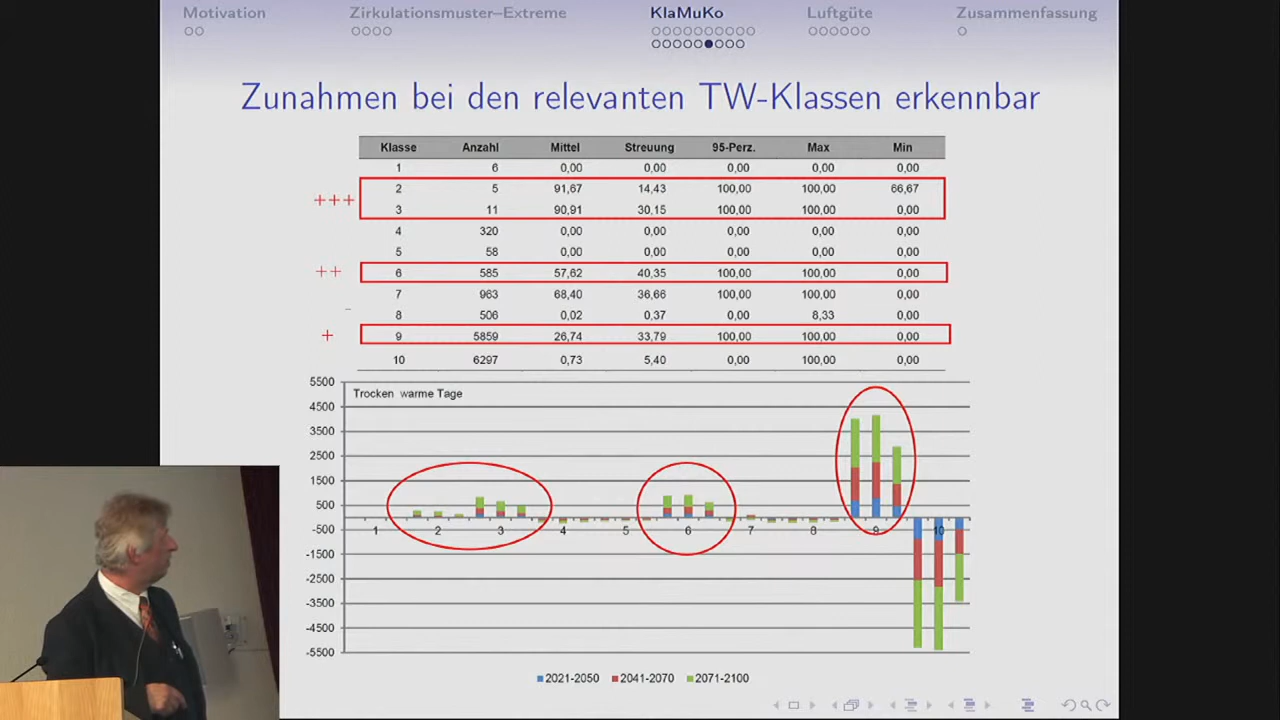 Motivation Zirkulationsmuster–Extreme KlaMuKo Luftgüte Zusammenfassung
Zunahmen bei den relevanten TW-Klassen erkennbar
Klasse Anzahl Mittel Streuung 95-Perz. Max Min
1 6 0,00 0,00 0,00 0,00 0,00
+++
2 5 91,67 14,43 100,00 100,00 66,67
3 11 90,91 30,15 100,00 100,00 0,00
4 320 0,00 0,00 0,00 0,00 0,00
5 58 0,00 0,00 0,00 0,00 0,00
++ 6 585 57,62 40,35 100,00 100,00 0,00
7 963 68,40 36,66 100,00 100,00 0,00
8 506 0,02 0,37 0,00 8,33 0,00
+ 9 5859 26,74 33,79 100,00 100,00 0,00
10 6297 0,73 5,40 0,00 100,00 0,00
5500
Trocken warme Tage
4500
3500
2500
1500
500
-500
1 2 3 4 5 6 7 8 9 10
-1500
-2500
-3500
-4500
-5500
2021-2050 2041-2070 2071-2100